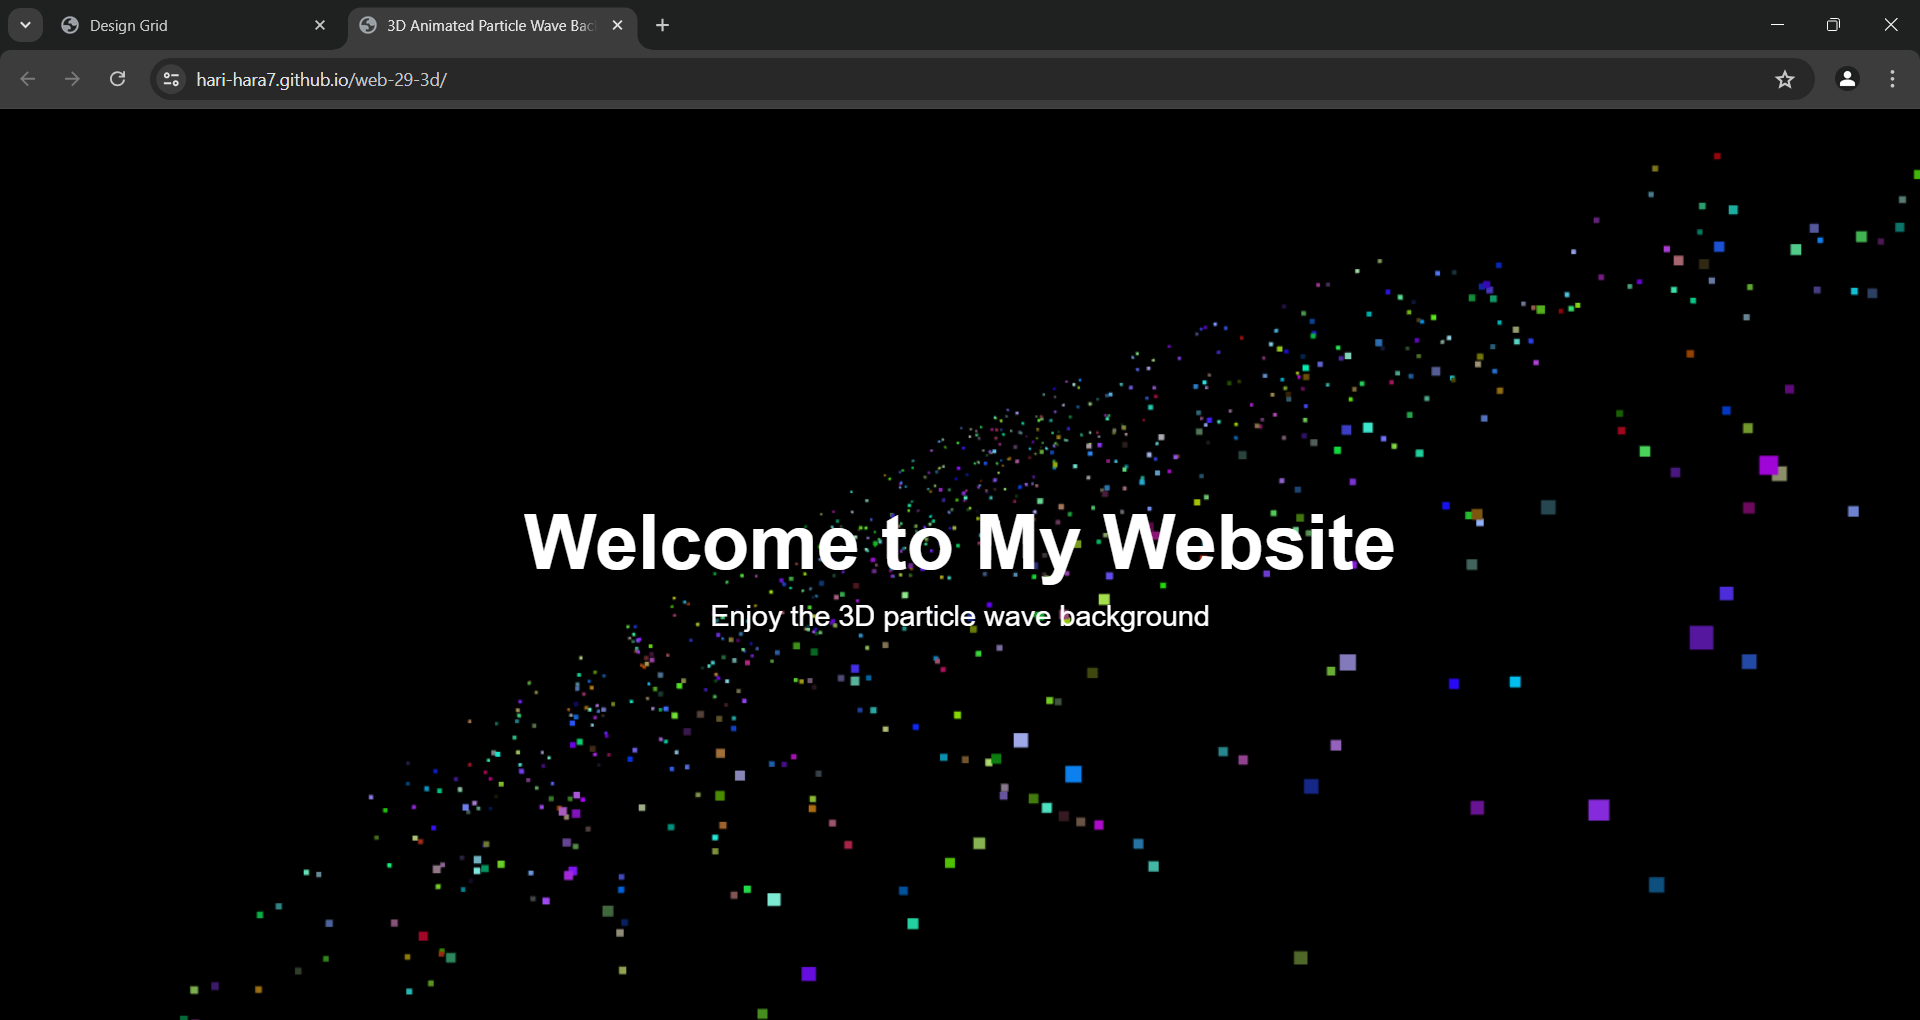 Design Grid
3D Animated Particle Wave Bac
hari-hara7.github.io/web-29-3d/
Welcome to My Website
Enjoy the 3D particle wave background